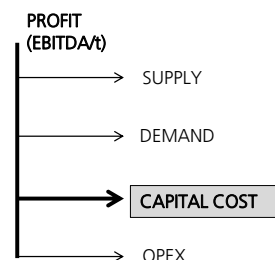 PROFIT
(EBITDA/t)
SUPPLY
DEMAND
CAPITAL COST
OPEX